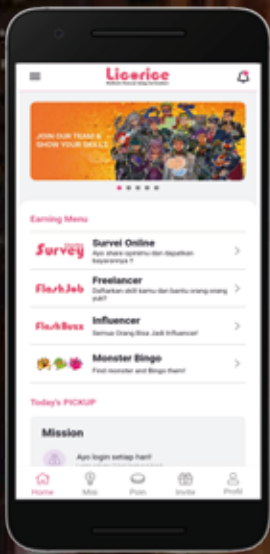 Licorice
JOIN OUR TEAM &
SHOW YOUR SKILLS
Earning Menu
Survey
Survei Online
Ayo share opinimu dan dapatkan
bayarannya !!
FlashJob
Freelancer
Daftarkan skill kamu dan bantu orang orang
yuk!!
FlashBuzz
Influencer
Semua Orang Bisa Jadi Influencer!
Monster Bingo
Find monster and Bingo them!
Today's PICKUP
Mission
Ayo login setiap hari!
Home
Misi
Poin
Invite
Profil